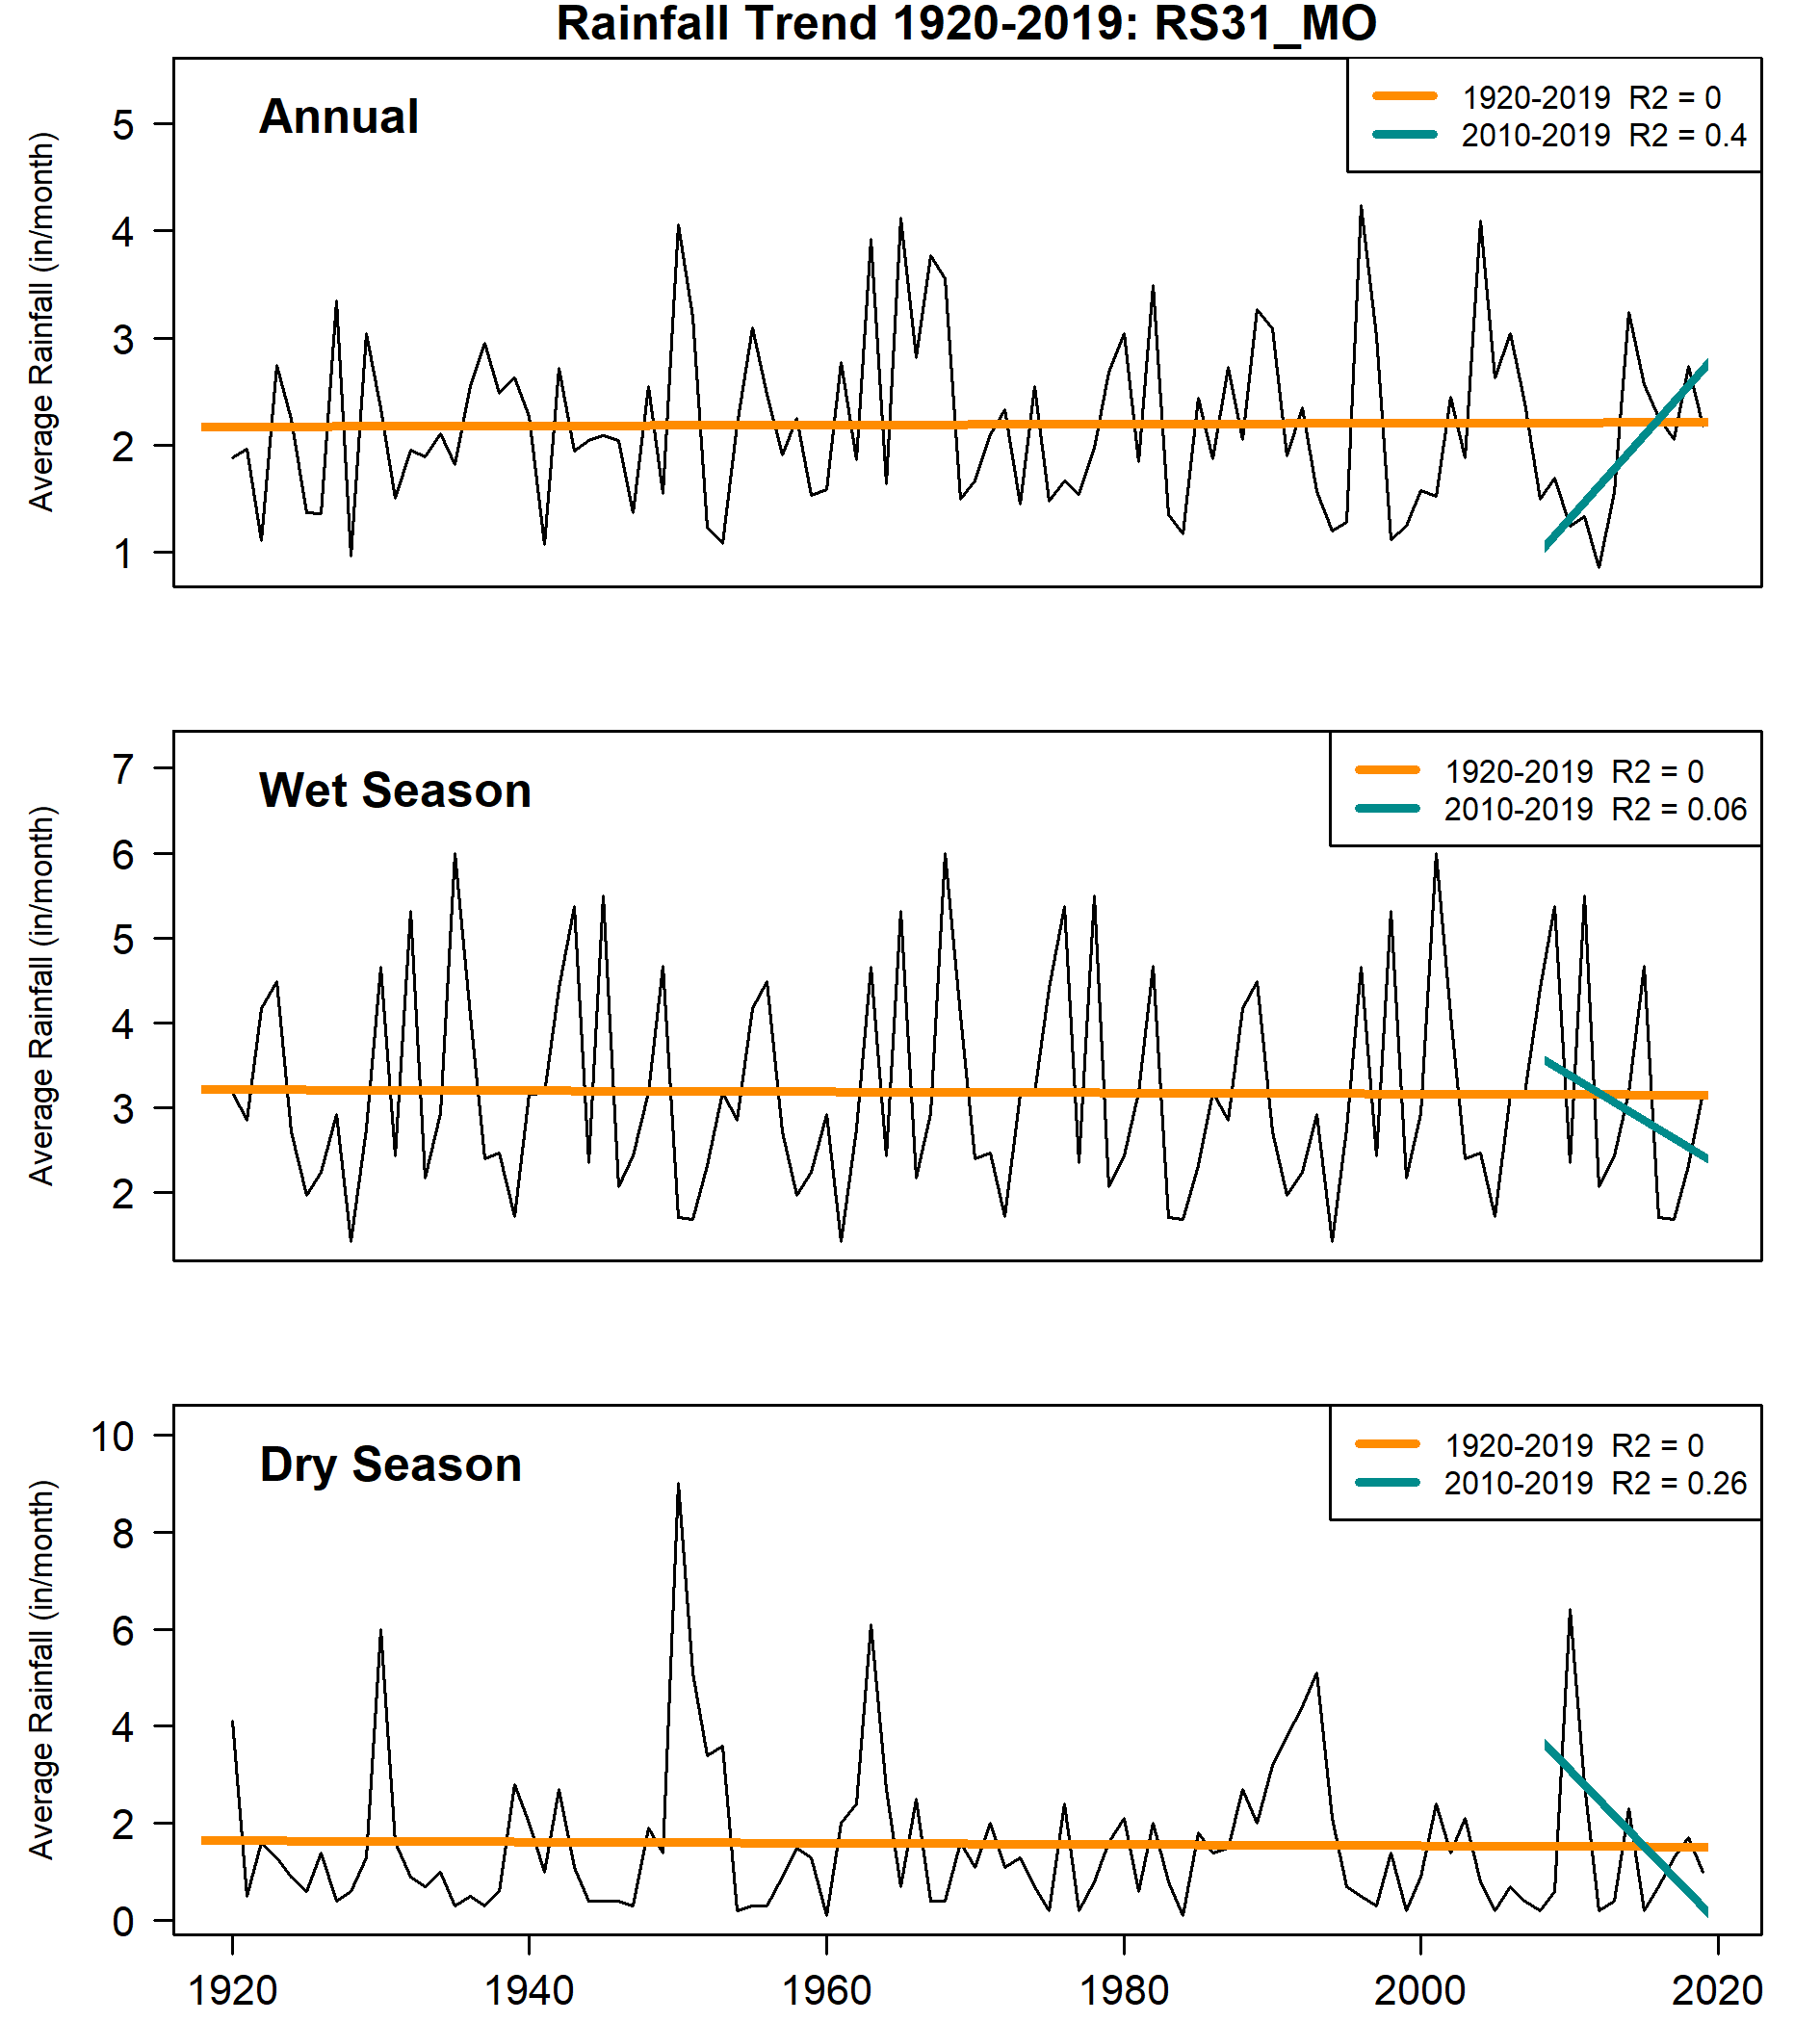 Rainfall Trend 1920-2019: RS31_MO
Annual
1920-2019 R2 = 0
2010-2019 R2 = 0.4
Average Rainfall (in/month)
5
4
3
2
1
Wet Season
1920-2019 R2 = 0
2010-2019 R2 = 0.06
Average Rainfall (in/month)
7
6
5
4
3
2
Dry Season
1920-2019 R2 = 0
2010-2019 R2 = 0.26
Average Rainfall (in/month)
10
8
6
4
2
0
1920 1940 1960 1980 2000 2020